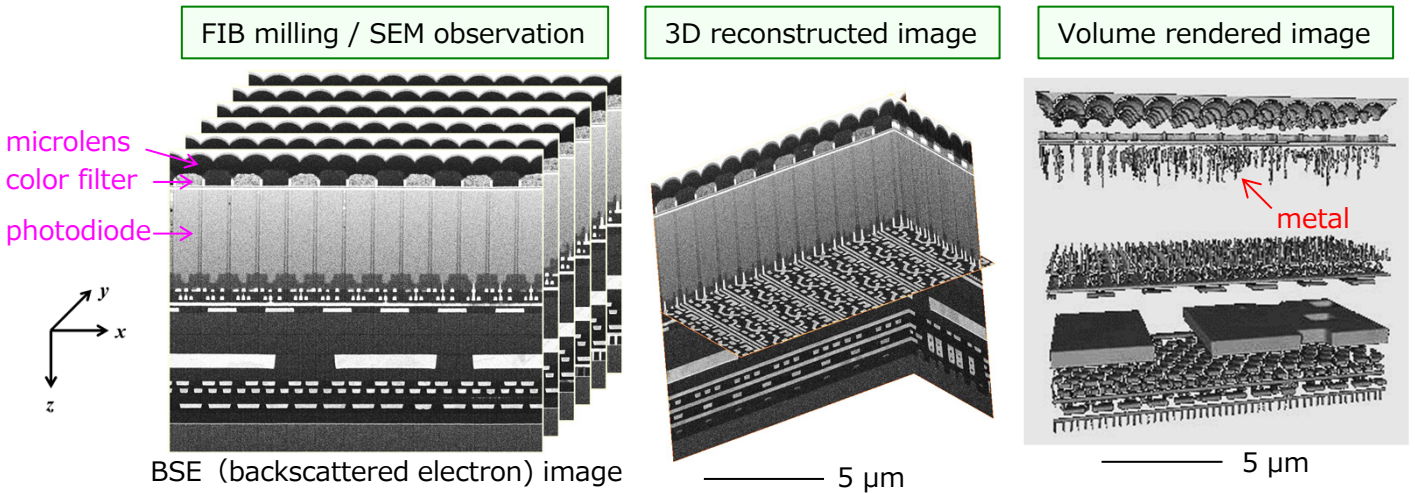 FIB milling / SEM observation
3D reconstructed image
Volume rendered image
microlens
color filter
photodiode
metal
y
x
z
BSE（backscattered electron) image
5 μm
5 μm